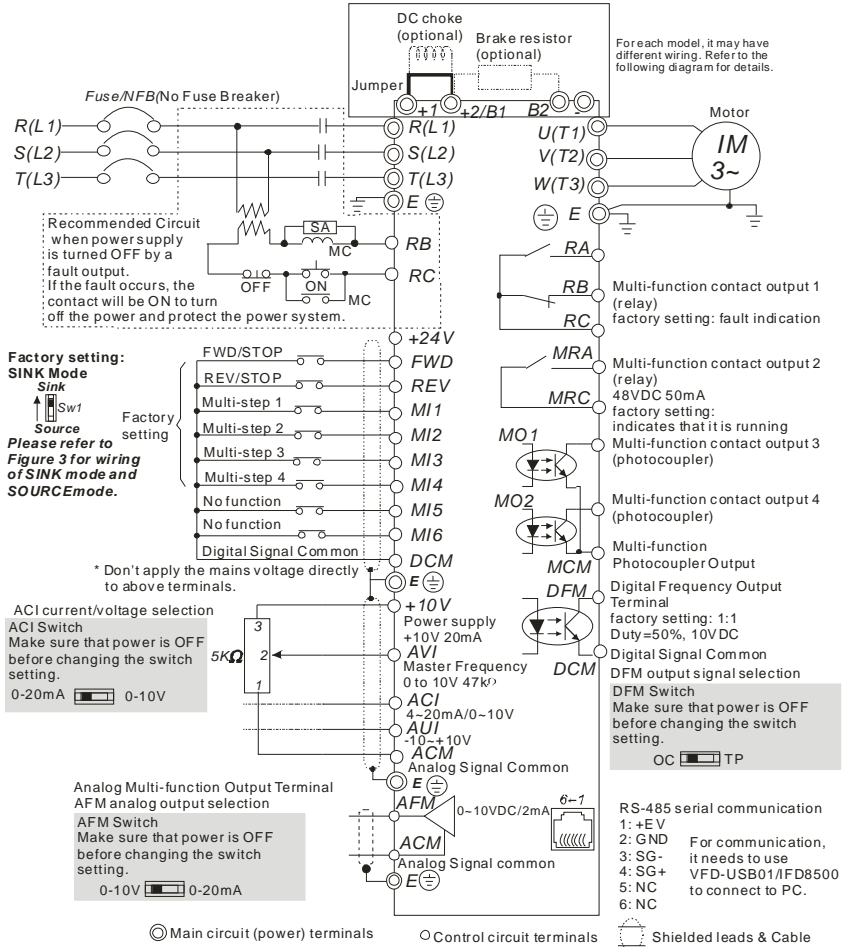 DC choke
(optional)
Brake resistor
(optional)
For each model, it may have
different wiring. Refer to the
following diagram for details.
Jumper
+1
+2/B1
B2
-
Fuse/NFB(No Fuse Breaker)
Motor
R(L1)
R(L1)
U(T1)
IM
3~
S(L2)
S(L2)
V(T2)
T(L3)
T(L3)
W(T3)
E
E
Recommended Circuit
when power supply
is turned OFF by a
fault output.
If the fault occurs, the
contact will be ON to turn
off the power and protect the power system.
SA
MC
RB
OFF
ON
MC
RC
RA
RB
RC
Multi-function contact output 1
(relay)
factory setting: fault indication
+24V
Factory setting:
SINK Mode
Sink
Sw1
Source
Please refer to
Figure 3 for wiring
of SINK mode and
SOURCEmode.
Factory
setting
FWD/STOP
FWD
REV/STOP
REV
Multi-step 1
MI1
Multi-step 2
MI2
Multi-step 3
MI3
Multi-step 4
MI4
No function
MI5
No function
MI6
Digital Signal Common
DCM
* Don't apply the mains voltage directly
to above terminals.
E
MRA
MRC
Multi-function contact output 2
(relay)
48VDC 50mA
factory setting:
indicates that it is running
MO1
Multi-function contact output 3
(photocoupler)
MO2
Multi-function contact output 4
(photocoupler)
MCM
Multi-function
Photocoupler Output
DFM
Digital Frequency Output
Terminal
factory setting: 1:1
Duty=50%, 10VDC
DCM
Digital Signal Common
DFM output signal selection
DFM Switch
Make sure that power is OFF
before changing the switch
setting.
OC
TP
ACI current/voltage selection
ACI Switch
Make sure that power is OFF
before changing the switch
setting.
0-20mA
0-10V
5KΩ
3
2
1
+10V
Power supply
+10V 20mA
AVI
Master Frequency
0 to 10V 47kΩ
ACI
4~20mA/0~10V
AUI
-10~+10V
ACM
Analog Signal Common
E
Analog Multi-function Output Terminal
AFM analog output selection
AFM Switch
Make sure that power is OFF
before changing the switch
setting.
0-10V
0-20mA
AFM
0~10VDC/2mA
ACM
Analog Signal common
E
6←1
RS-485 serial communication
1: +EV
2: GND
3: SG-
4: SG+
5: NC
6: NC
For communication,
it needs to use
VFD-USB01/IFD8500
to connect to PC.
Main circuit (power) terminals
Control circuit terminals
Shielded leads & Cable